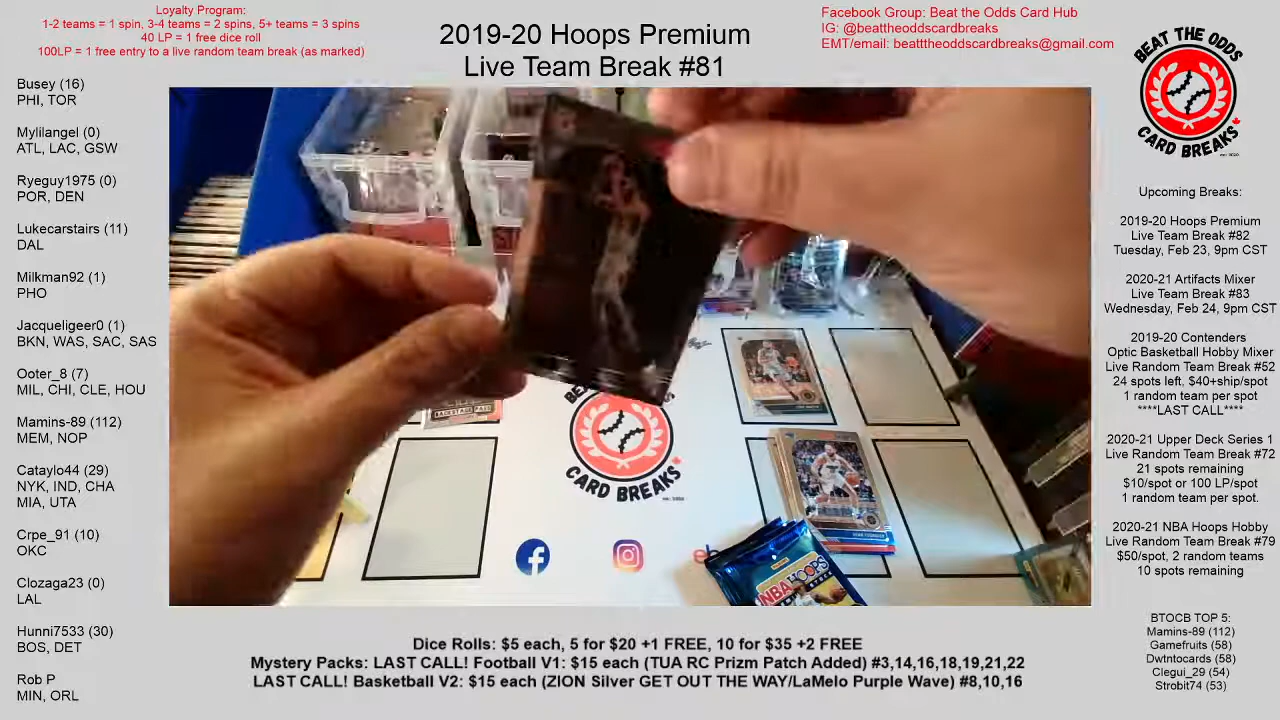 Loyalty Program:
1-2 teams = 1 spin, 3-4 teams = 2 spins, 5+ teams = 3 spins
40 LP = 1 free dice roll
100LP = 1 free entry to a live random team break (as marked)
2019-20 Hoops Premium
Live Team Break #81
Facebook Group: Beat the Odds Card Hub
IG: @beattheoddscardbreaks
EMT/email: beatttheoddscardbreaks@gmail.com
BEAT THE ODDS
CARD BREAKS
Busey (16)
PHI, TOR
Mylilangel (0)
ATL, LAC, GSW
Ryeguy1975 (0)
POR, DEN
Lukecarstairs (11)
DAL
Milkman92 (1)
PHO
Jacqueligeer0 (1)
BKN, WAS, SAC, SAS
Ooter_8 (7)
MIL, CHI, CLE, HOU
Mamins-89 (112)
MEM, NOP
Cataylo44 (29)
NYK, IND, CHA
MIA, UTA
Crpe_91 (10)
OKC
Clozaga23 (0)
LAL
Hunni7533 (30)
BOS, DET
Rob P
MIN, ORL
BACKSTAGE PASS
CARD BREAKS
NBA HOOPS
Upcoming Breaks:
2019-20 Hoops Premium
Live Team Break #82
Tuesday, Feb 23, 9pm CST
2020-21 Artifacts Mixer
Live Team Break #83
Wednesday, Feb 24, 9pm CST
2019-20 Contenders
Optic Basketball Hobby Mixer
Live Random Team Break #52
24 spots left, $40+ship/spot
1 random team per spot
****LAST CALL****
2020-21 Upper Deck Series 1
Live Random Team Break #72
21 spots remaining
$10/spot or 100 LP/spot
1 random team per spot.
2020-21 NBA Hoops Hobby
Live Random Team Break #79
$50/spot, 2 random teams
10 spots remaining
BTOCB TOP 5:
Mamins-89 (112)
Gamefruits (58)
Dwtntocards (58)
Clegui_29 (54)
Strobit74 (53)
Dice Rolls: $5 each, 5 for $20 +1 FREE, 10 for $35 +2 FREE
Mystery Packs: LAST CALL! Football V1: $15 each (TUA RC Prizm Patch Added) #3,14,16,18,19,21,22
LAST CALL! Basketball V2: $15 each (ZION Silver GET OUT THE WAY/LaMelo Purple Wave) #8,10,16